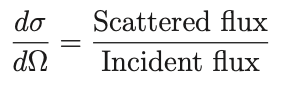 dσ/dΩ = Scattered flux/Incident flux